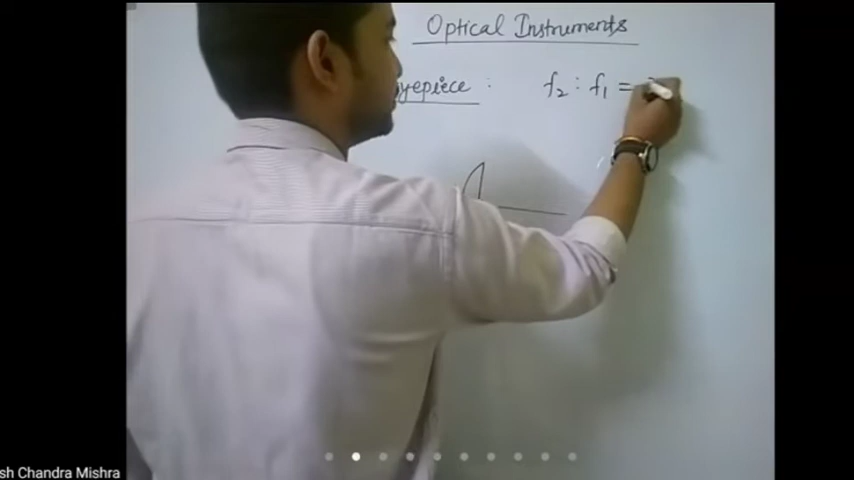 Optical Instruments
yepiece : f₂ : f₁ =
sh Chandra Mishra